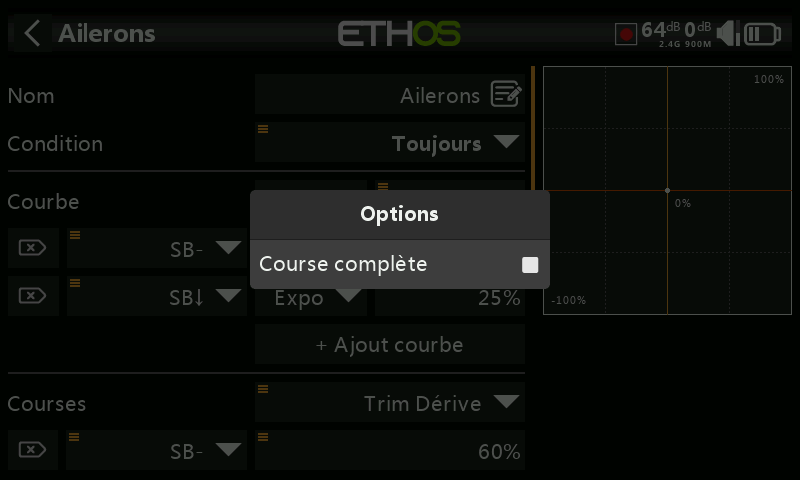 Ailerons
ETHOS
64dB 0dB
2.4G 900M
Nom
Ailerons
Condition
Toujours
Courbe
Options
Course complète
SB-
SB↓
Expo
25%
+ Ajout courbe
Courses
Trim Dérive
SB-
60%
100%
0%
-100%